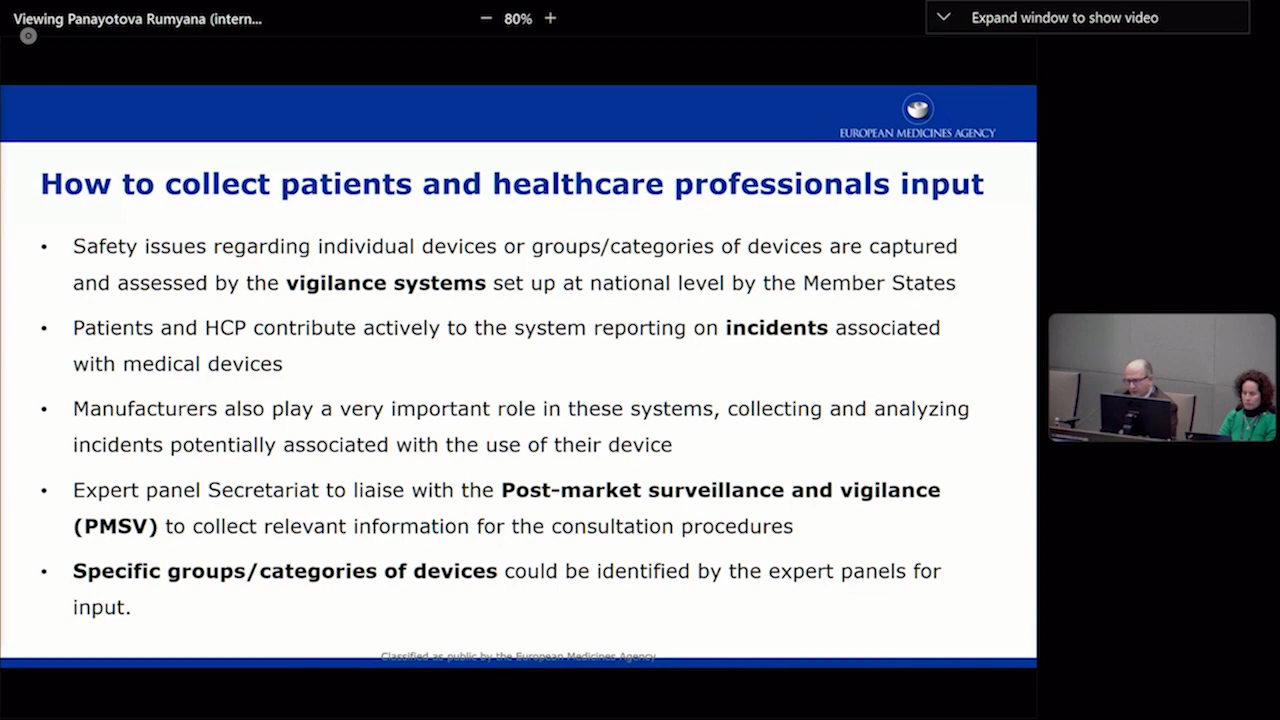 Viewing Panayotova Rumyana (intern...
80%
Expand window to show video
EUROPEAN MEDICINES AGENCY
How to collect patients and healthcare professionals input
• Safety issues regarding individual devices or groups/categories of devices are captured
and assessed by the vigilance systems set up at national level by the Member States
• Patients and HCP contribute actively to the system reporting on incidents associated
with medical devices
• Manufacturers also play a very important role in these systems, collecting and analyzing
incidents potentially associated with the use of their device
• Expert panel Secretariat to liaise with the Post-market surveillance and vigilance
(PMSV) to collect relevant information for the consultation procedures
• Specific groups/categories of devices could be identified by the expert panels for
input.
Classified as public by the European Medicines Agency